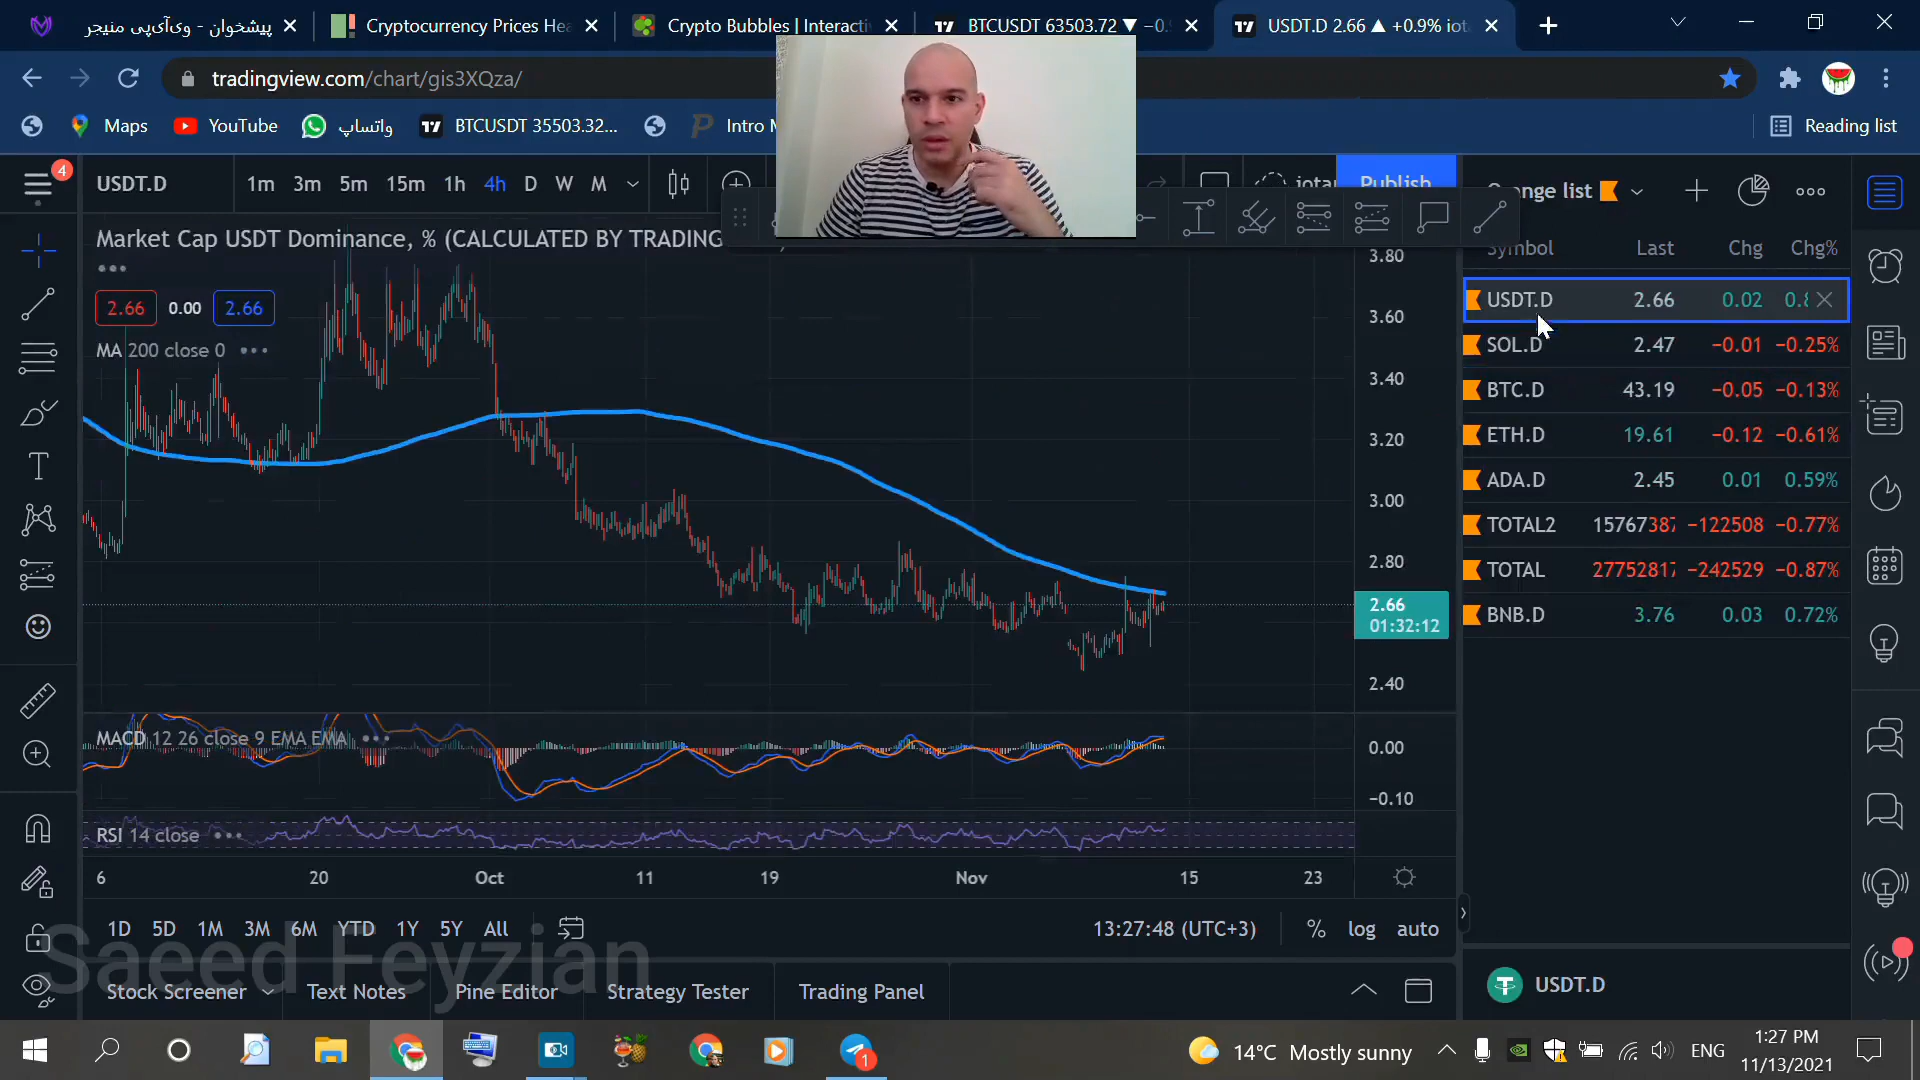 پیشخوان - وی‌آی‌پی منیجر
Cryptocurrency Prices Hea
Crypto Bubbles | Interacti
BTCUSDT 63503.72 ▼ −0.
USDT.D 2.66 ▲ +0.9% iota
tradingview.com/chart/gis3XQza/
Maps
YouTube
واتساپ
BTCUSDT 35503.32...
Intro
Reading list
4
USDT.D
1m 3m 5m 15m 1h 4h D W M
Publish
list
Market Cap USDT Dominance, % (CALCULATED BY TRADING
Symbol Last Chg Chg%
2.66 0.00 2.66
MA 200 close 0
USDT.D 2.66 0.02
SOL.D 2.47 −0.01 −0.25%
BTC.D 43.19 −0.05 −0.13%
ETH.D 19.61 −0.12 −0.61%
ADA.D 2.45 0.01 0.59%
TOTAL2 15767387 −122508 −0.77%
TOTAL 27752817 −242529 −0.87%
BNB.D 3.76 0.03 0.72%
3.80
3.60
3.40
3.20
3.00
2.80
2.66
01:32:12
2.40
MACD 12 26 close 9 EMA EMA
0.00
−0.10
RSI 14 close
6 20 Oct 11 19 Nov 15 23
1D 5D 1M 3M 6M YTD 1Y 5Y All
13:27:48 (UTC+3) % log auto
Saeed Feyzian
Stock Screener Text Notes Pine Editor Strategy Tester Trading Panel
USDT.D
1
14°C Mostly sunny
ENG
1:27 PM
11/13/2021